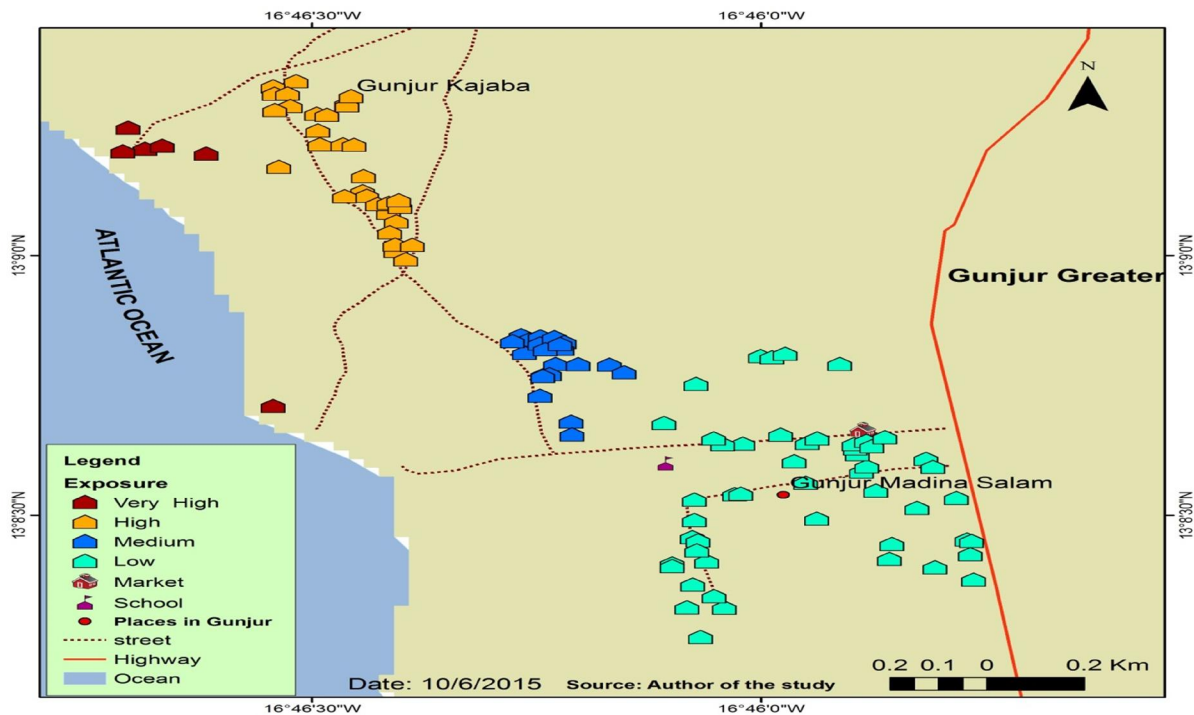 16°46'30"W
16°46'0"W
N
Gunjur Kajaba
13°9'0"N
13°9'0"N
ATLANTIC OCEAN
Gunjur Greater
Gunjur Madina Salam
13°8'30"N
13°8'30"N
Legend
Exposure
Very High
High
Medium
Low
Market
School
Places in Gunjur
street
Highway
Ocean
0.2 0.1 0 0.2 Km
Date: 10/6/2015 Source: Author of the study
16°46'30"W
16°46'0"W